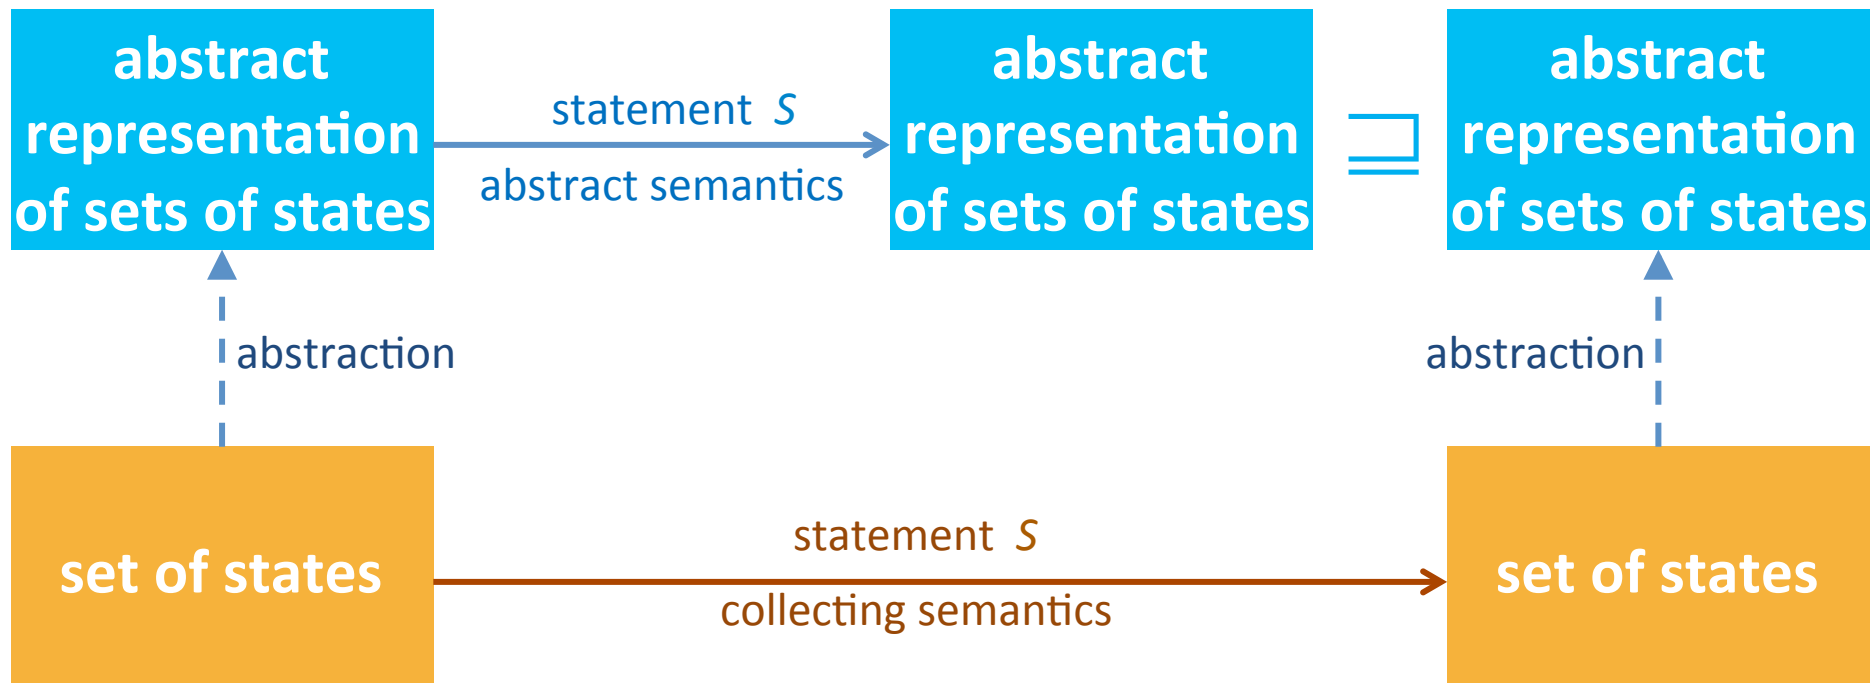 abstract
representation
of sets of states
statement S
abstract semantics
abstract
representation
of sets of states
⊒
abstract
representation
of sets of states
abstraction
abstraction
set of states
statement S
collecting semantics
set of states